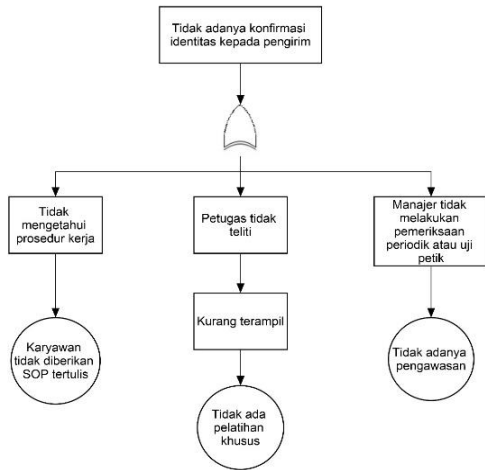 Tidak adanya konfirmasi
identitas kepada pengirim
Tidak
mengetahui
prosedur kerja
Petugas tidak
teliti
Manajer tidak
melakukan
pemeriksaan
periodik atau uji
petik
Karyawan
tidak diberikan
SOP tertulis
Kurang terampil
Tidak adanya
pengawasan
Tidak ada
pelatihan
khusus